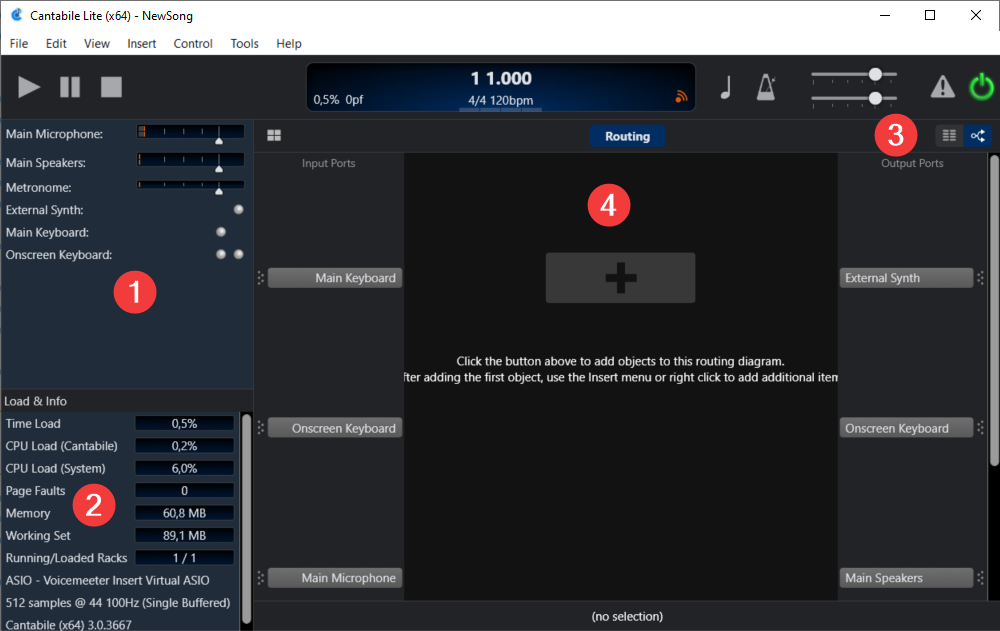 Cantabile Lite (x64) - NewSong
File Edit View Insert Control Tools Help
1 1.000
0,5% 0pf
4/4 120bpm
Main Microphone:
Main Speakers:
Metronome:
External Synth:
Main Keyboard:
Onscreen Keyboard:
1
Load & Info
Time Load 0,5%
CPU Load (Cantabile) 0,2%
CPU Load (System) 6,0%
Page Faults 0
2
Memory 60,8 MB
Working Set 89,1 MB
Running/Loaded Racks 1 / 1
ASIO - Voicemeeter Insert Virtual ASIO
512 samples @ 44 100Hz (Single Buffered)
Cantabile (x64) 3.0.3667
Routing
3
Input Ports
Output Ports
4
Main Keyboard
External Synth
Click the button above to add objects to this routing diagram.
fter adding the first object, use the Insert menu or right click to add additional item
Onscreen Keyboard
Onscreen Keyboard
Main Microphone
Main Speakers
(no selection)